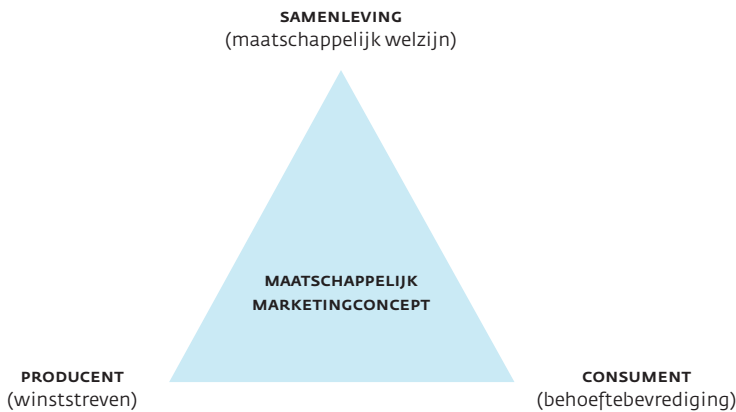 SAMENLEVING
(maatschappelijk welzijn)
MAATSCHAPPELIJK
MARKETINGCONCEPT
PRODUCENT
(winststreven)
CONSUMENT
(behoeftebevrediging)